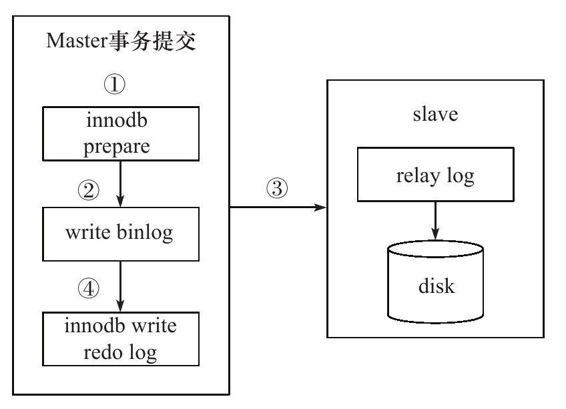 Master事务提交
①
innodb
prepare
②
write binlog
④
innodb write
redo log
③
slave
relay log
disk